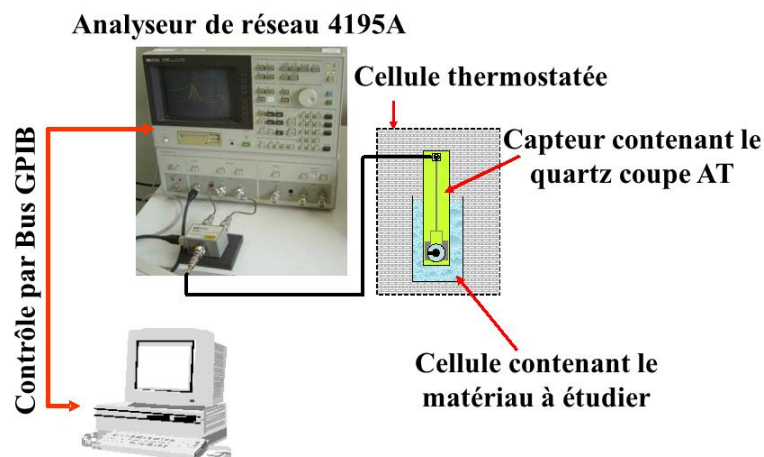 Analyseur de réseau 4195A
Cellule thermostatée
Capteur contenant le
quartz coupe AT
Contrôle par Bus GPIB
Cellule contenant le
matériau à étudier